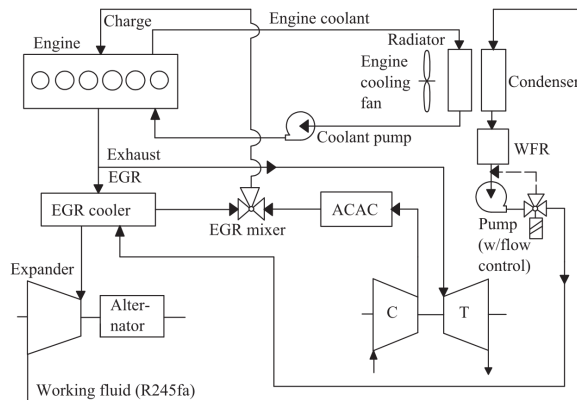 Charge
Engine coolant
Engine
Radiator
Engine
cooling
fan
Condenser
Coolant pump
WFR
Exhaust
EGR
EGR cooler
ACAC
EGR mixer
Pump
(w/flow
control)
Expander
Alter-
nator
C
T
Working fluid (R245fa)